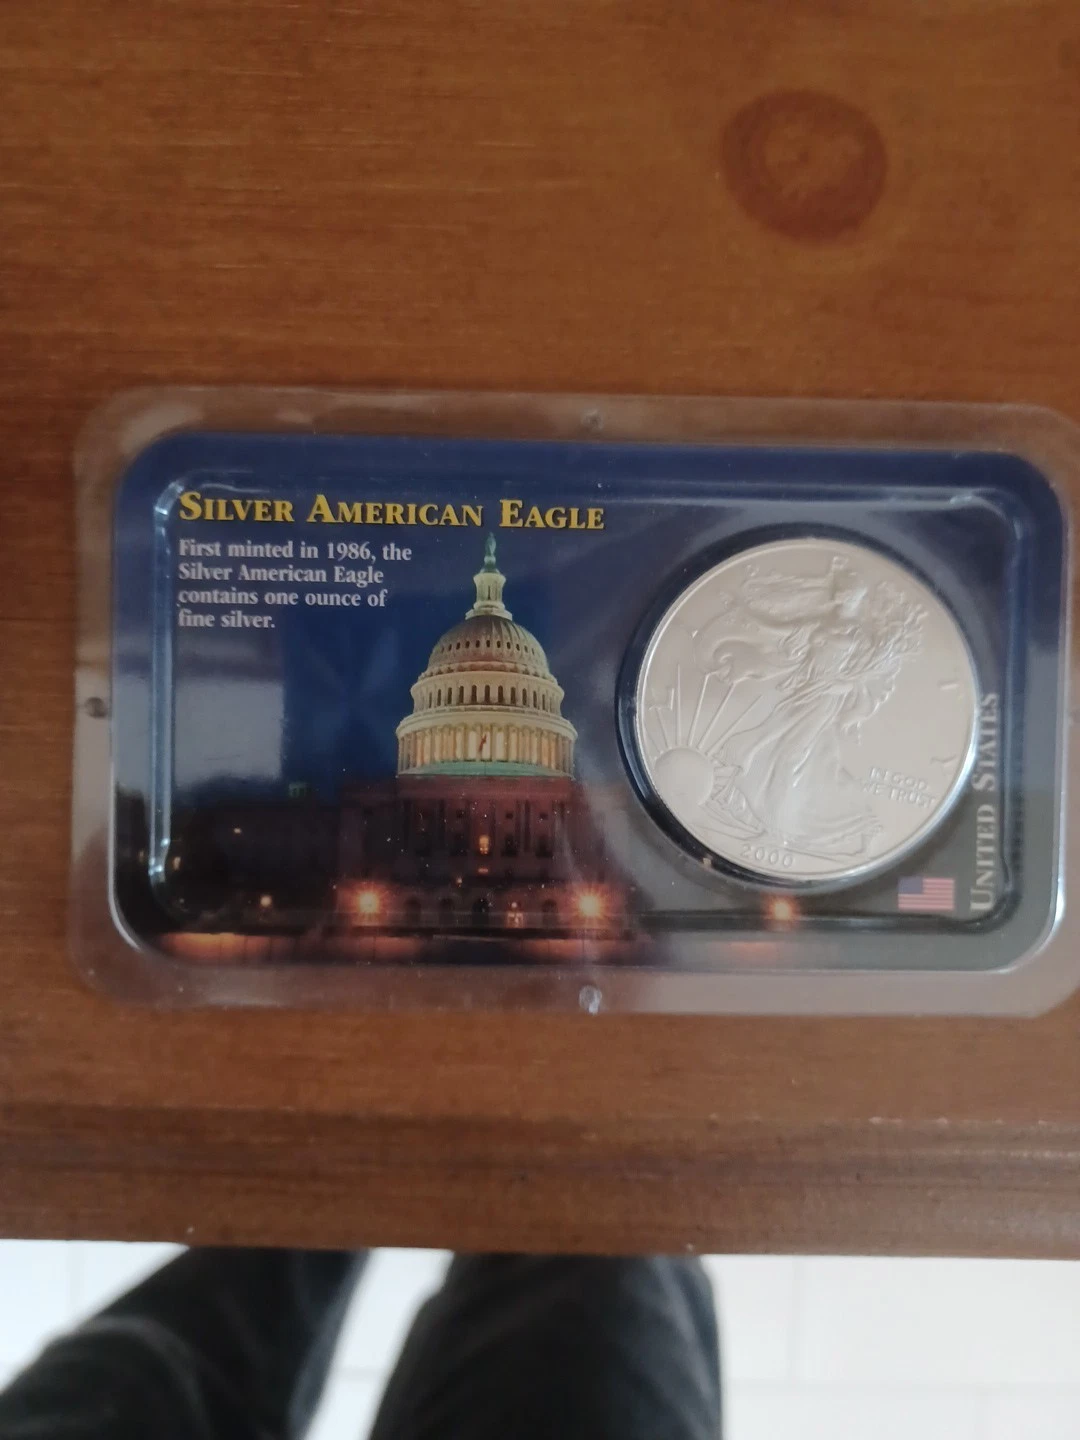 SILVER AMERICAN EAGLE
First minted in 1986, the
Silver American Eagle
contains one ounce of
fine silver.
L
Y
IN GOD
WE TRUST
2000
UNITED STATES